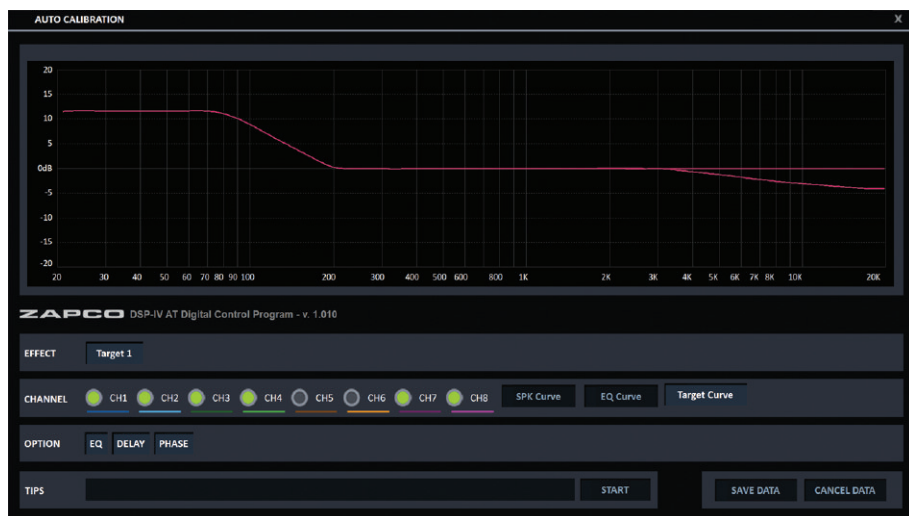 AUTO CALIBRATION X
20
15
10
5
0dB
-5
-10
-15
-20
20 30 40 50 60 70 80 90 100 200 300 400 500 600 800 1K 2K 3K 4K 5K 6K 7K 8K 10K 20K
ZAPCO DSP-IV AT Digital Control Program - v. 1.010
EFFECT Target 1
CHANNEL CH1 CH2 CH3 CH4 CH5 CH6 CH7 CH8 SPK Curve EQ Curve Target Curve
OPTION EQ DELAY PHASE
TIPS START SAVE DATA CANCEL DATA